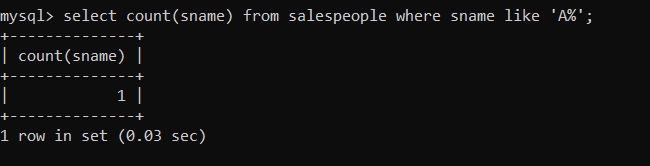 mysql> select count(sname) from salespeople where sname like 'A%';
+--------------+
| count(sname) |
+--------------+
|            1 |
+--------------+
1 row in set (0.03 sec)